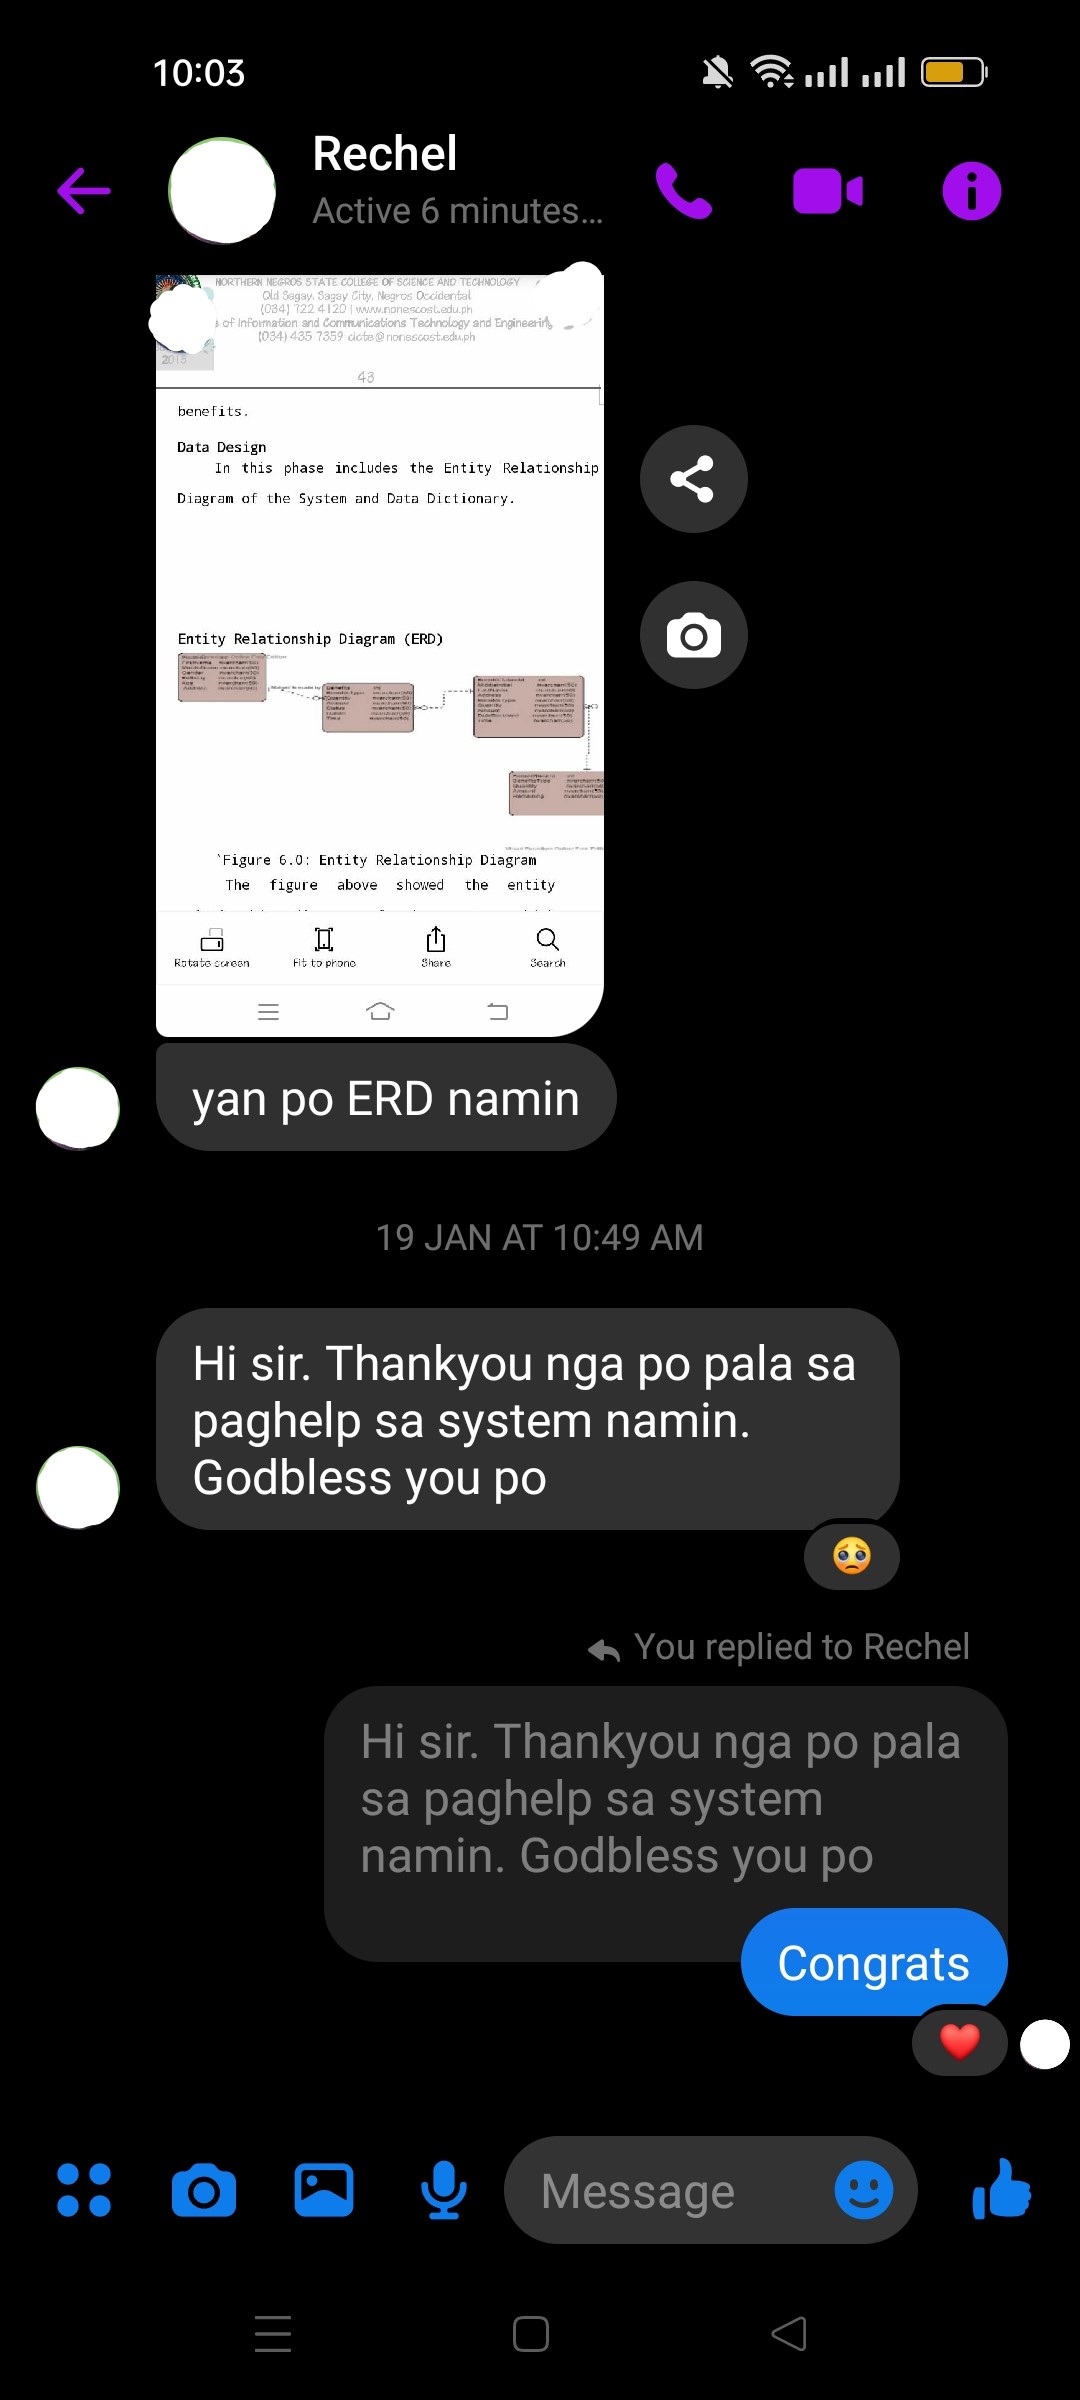 10:03
Rechel
Active 6 minutes...
NORTHERN NEGROS STATE COLLEGE OF SCIENCE AND TECHNOLOGY
Old Sagay, Sagay City, Negros Occidental
(034) 722 4120 | www.nonescost.edu.ph
of Information and Communications Technology and Engineering
(034) 435 7359 cicte@nonescost.edu.ph
43
benefits.
Data Design
In this phase includes the Entity Relationship
Diagram of the System and Data Dictionary.
Entity Relationship Diagram (ERD)
`Figure 6.0: Entity Relationship Diagram
The figure above showed the entity
Rotate screen
Fit to phone
Share
Search
yan po ERD namin
19 JAN AT 10:49 AM
Hi sir. Thankyou nga po pala sa
paghelp sa system namin.
Godbless you po
You replied to Rechel
Hi sir. Thankyou nga po pala
sa paghelp sa system
namin. Godbless you po
Congrats
Message